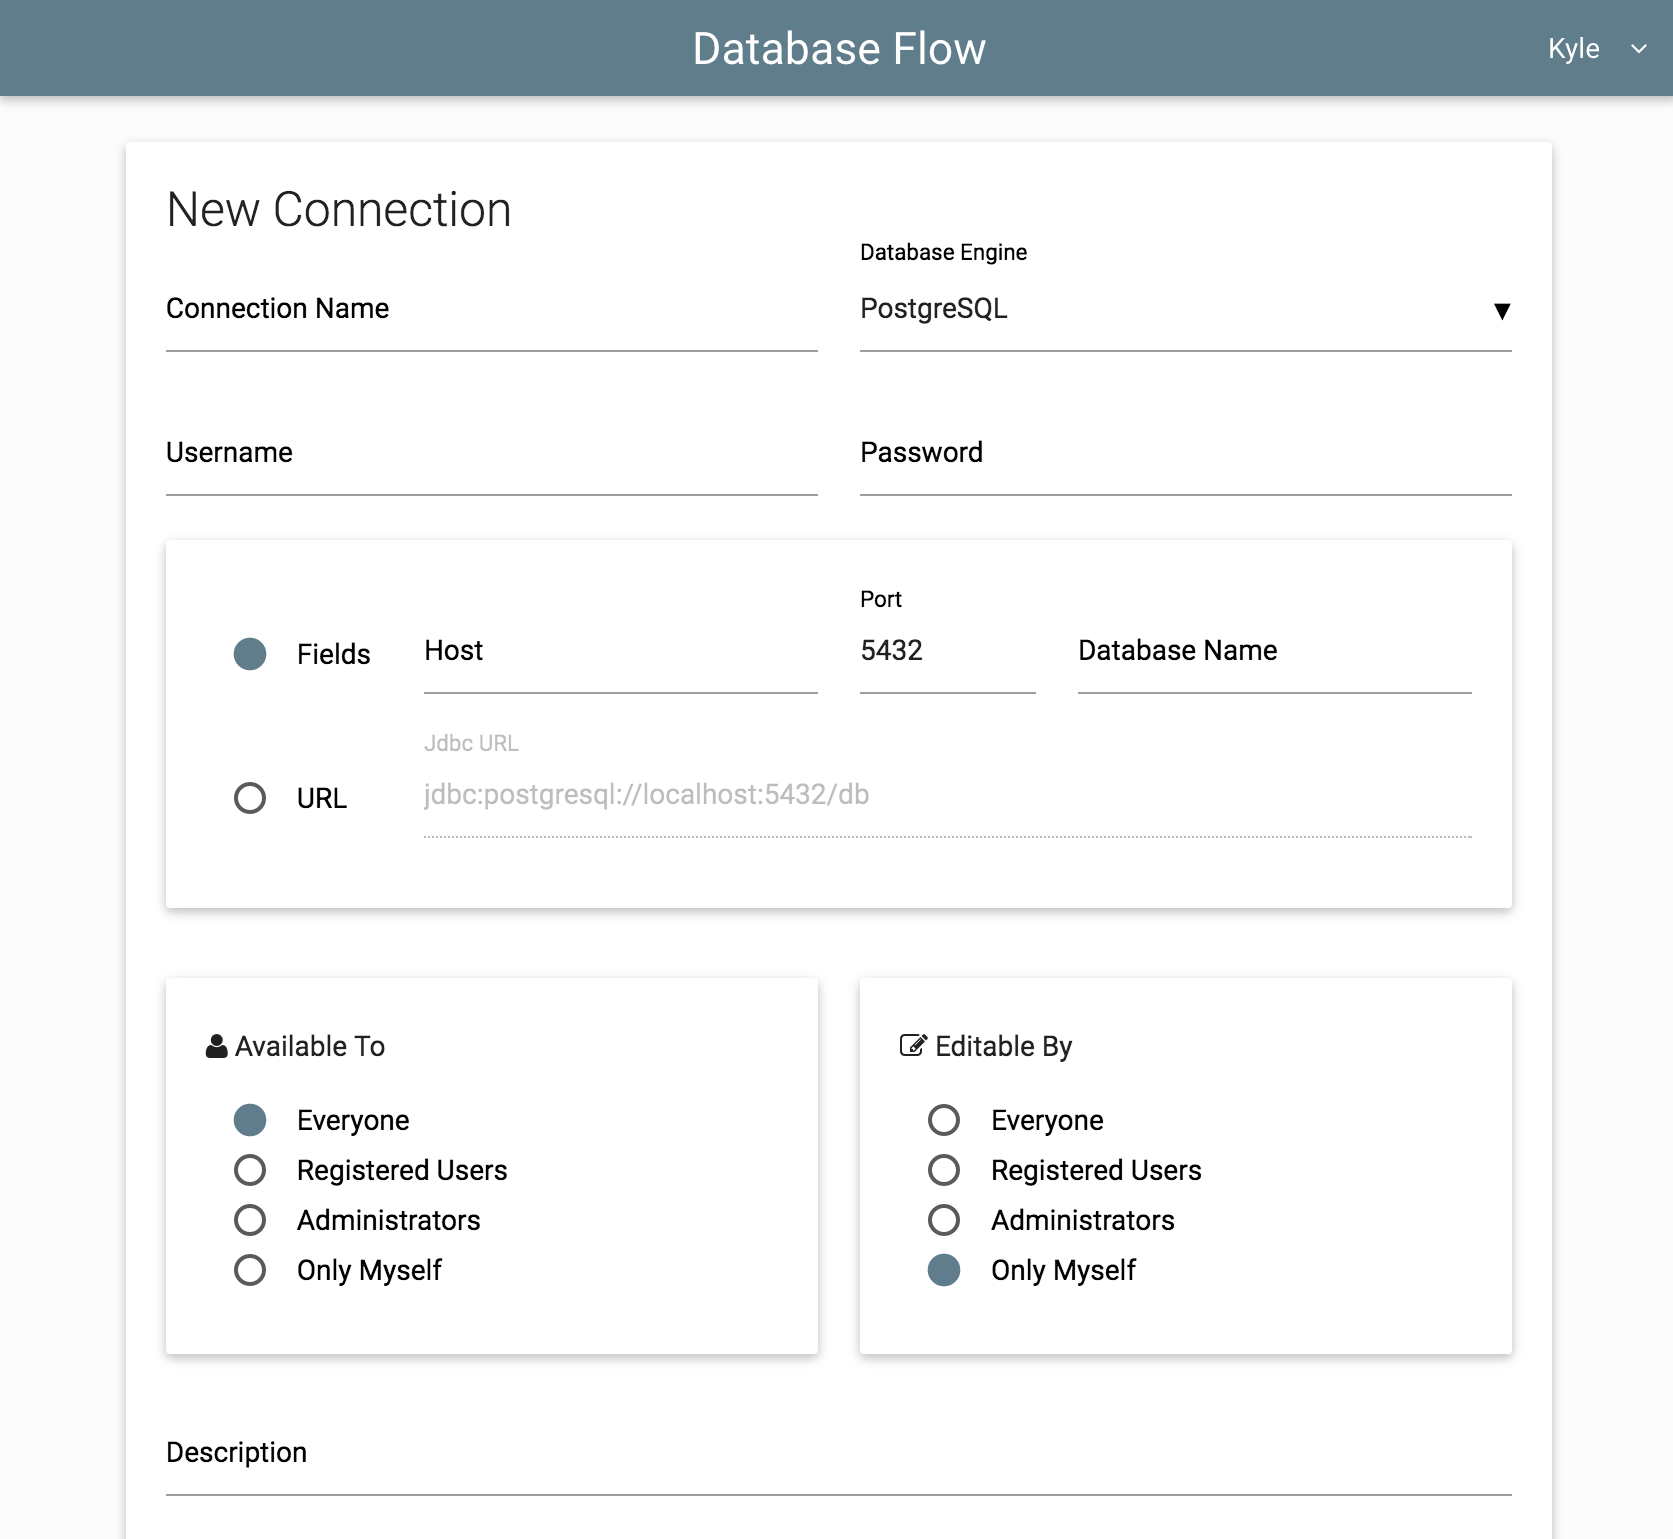 Database Flow
Kyle
New Connection
Database Engine
Connection Name
PostgreSQL
Username
Password
Port
Fields
Host
5432
Database Name
Jdbc URL
URL
jdbc:postgresql://localhost:5432/db
Available To
Everyone
Registered Users
Administrators
Only Myself
Editable By
Everyone
Registered Users
Administrators
Only Myself
Description